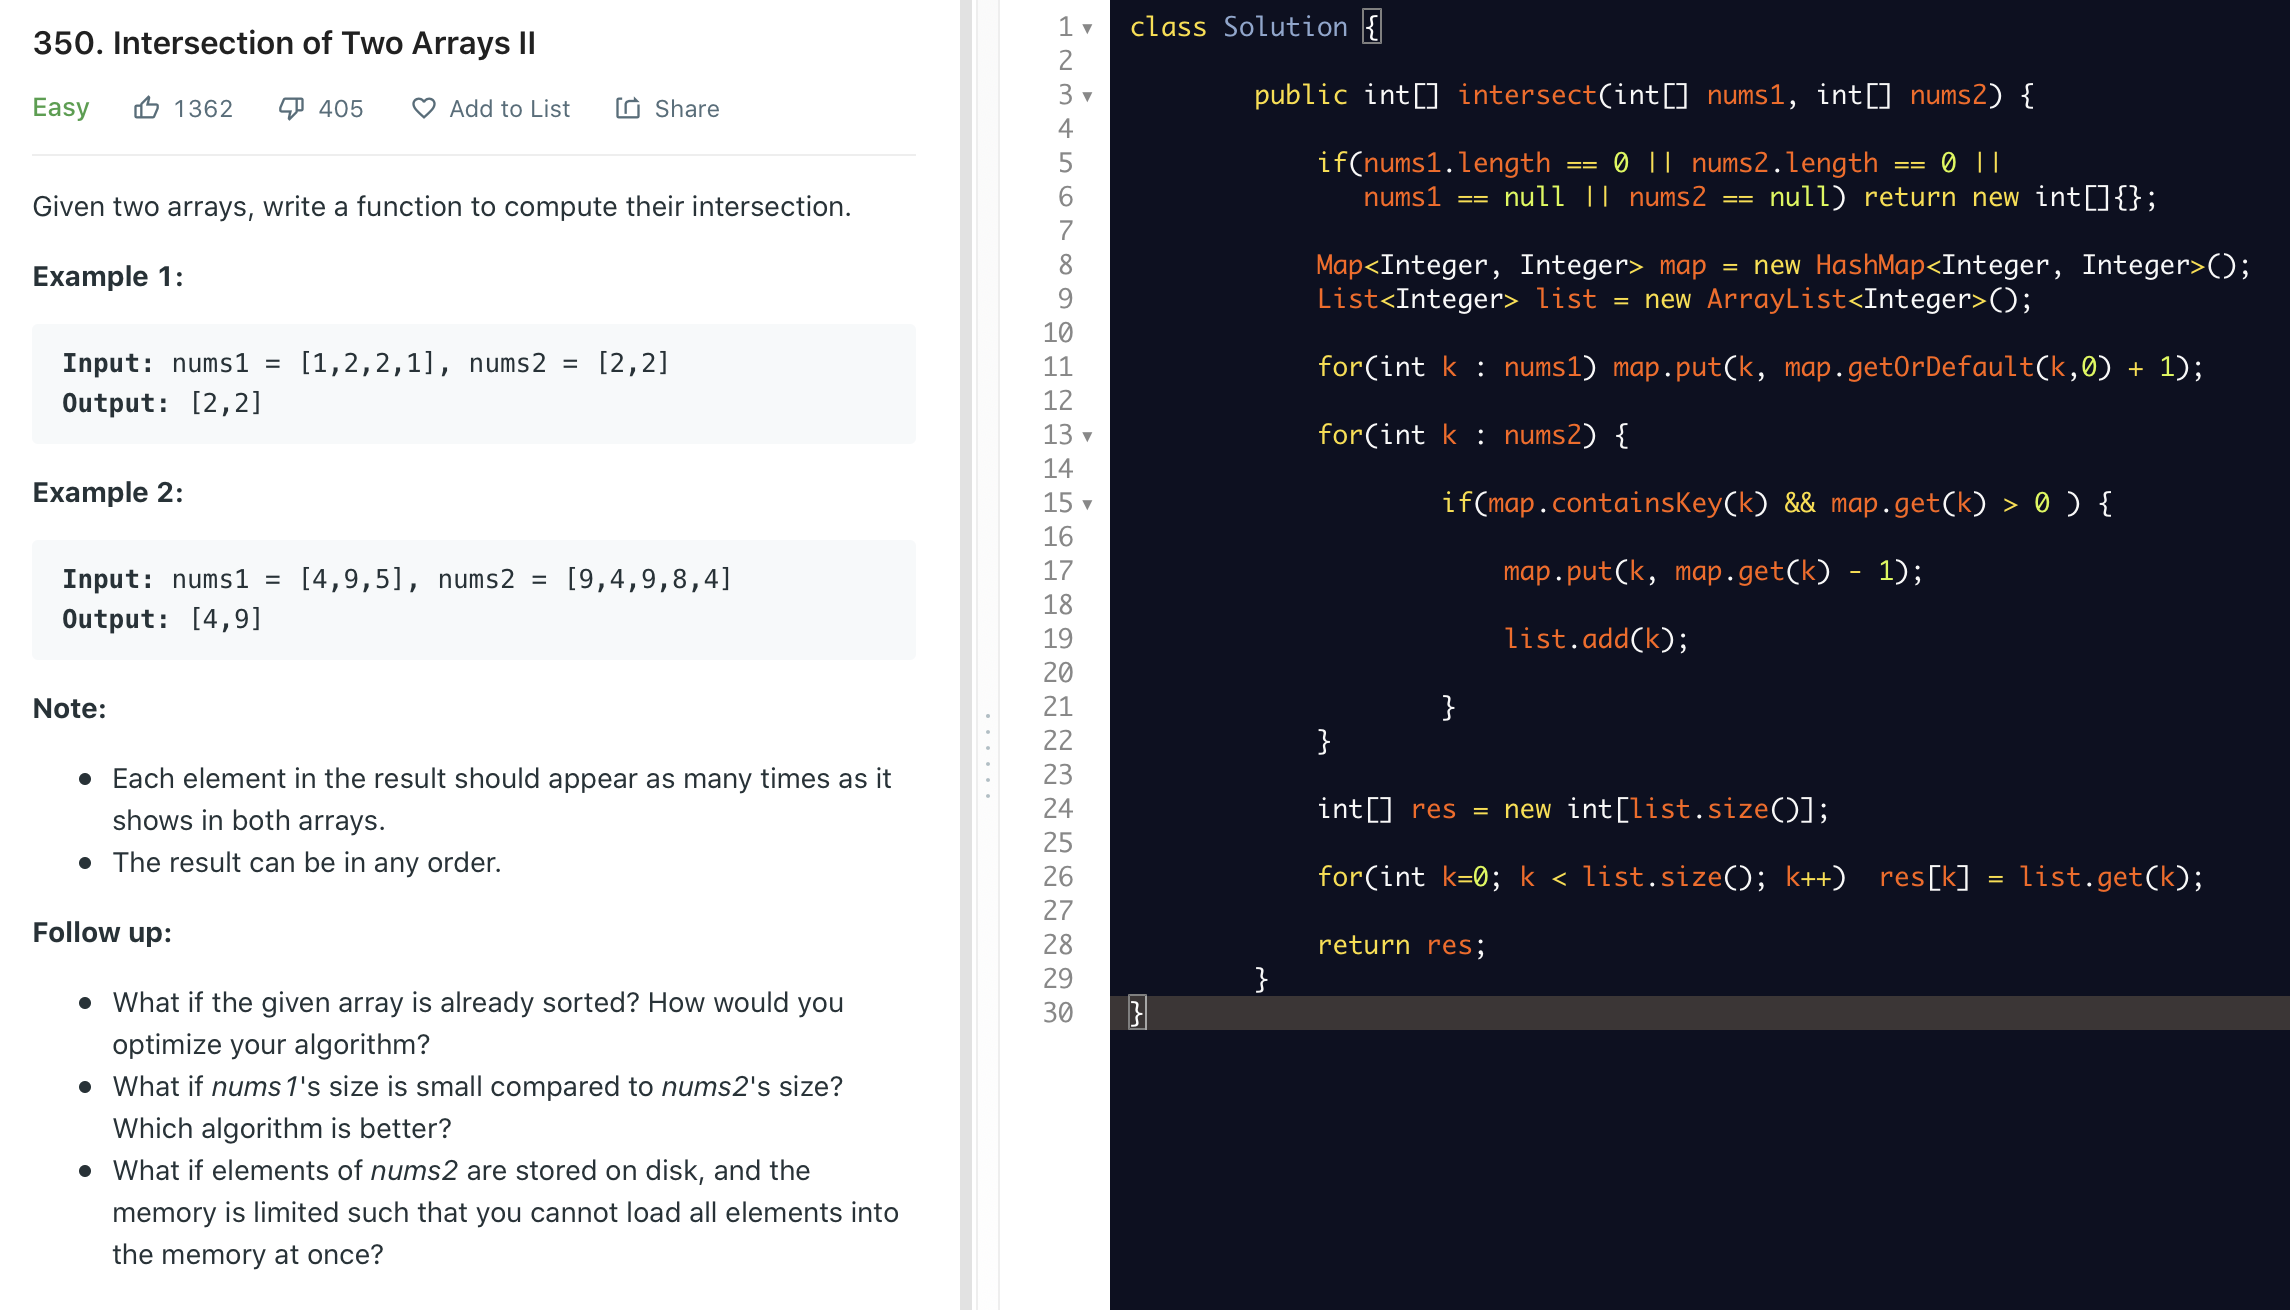 350. Intersection of Two Arrays II
Easy 1362 405 Add to List Share
Given two arrays, write a function to compute their intersection.
Example 1:
Input: nums1 = [1,2,2,1], nums2 = [2,2]
Output: [2,2]
Example 2:
Input: nums1 = [4,9,5], nums2 = [9,4,9,8,4]
Output: [4,9]
Note:
● Each element in the result should appear as many times as it
shows in both arrays.
● The result can be in any order.
Follow up:
● What if the given array is already sorted? How would you
optimize your algorithm?
● What if nums1's size is small compared to nums2's size?
Which algorithm is better?
● What if elements of nums2 are stored on disk, and the
memory is limited such that you cannot load all elements into
the memory at once?
1 class Solution {
2
3 public int[] intersect(int[] nums1, int[] nums2) {
4
5 if(nums1.length == 0 || nums2.length == 0 ||
6 nums1 == null || nums2 == null) return new int[]{};
7
8 Map<Integer, Integer> map = new HashMap<Integer, Integer>();
9 List<Integer> list = new ArrayList<Integer>();
10
11 for(int k : nums1) map.put(k, map.getOrDefault(k,0) + 1);
12
13 for(int k : nums2) {
14
15 if(map.containsKey(k) && map.get(k) > 0 ) {
16
17 map.put(k, map.get(k) - 1);
18
19 list.add(k);
20
21 }
22 }
23
24 int[] res = new int[list.size()];
25
26 for(int k=0; k < list.size(); k++)  res[k] = list.get(k);
27
28 return res;
29 }
30 }